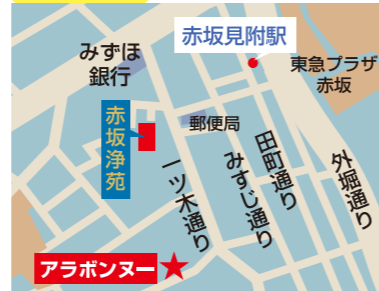 赤坂見附駅
みずほ
銀行
東急プラザ
赤坂
赤坂浄苑
郵便局
一ツ木通り
みすじ通り
田町通り
外堀通り
アラボンヌー